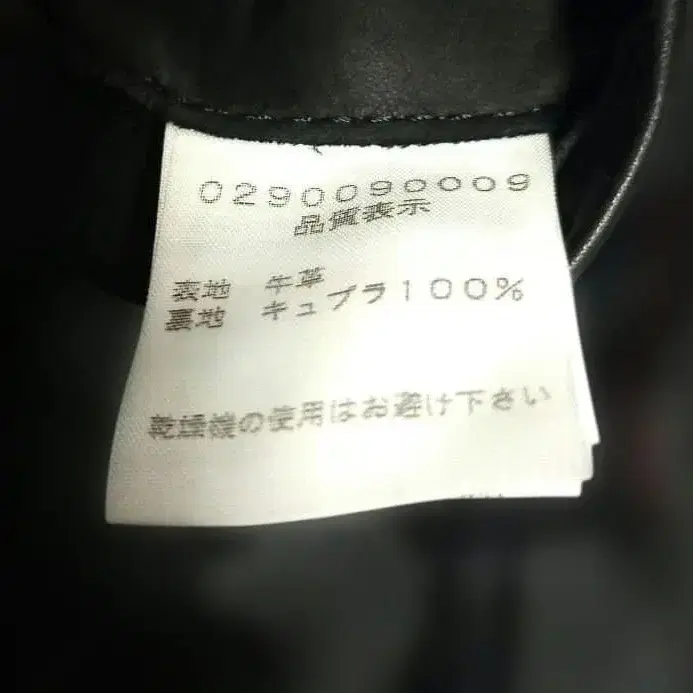 0290090009
品質表示
表地 牛革
裏地 キュプラ100%
乾燥機の使用はお避け下さい